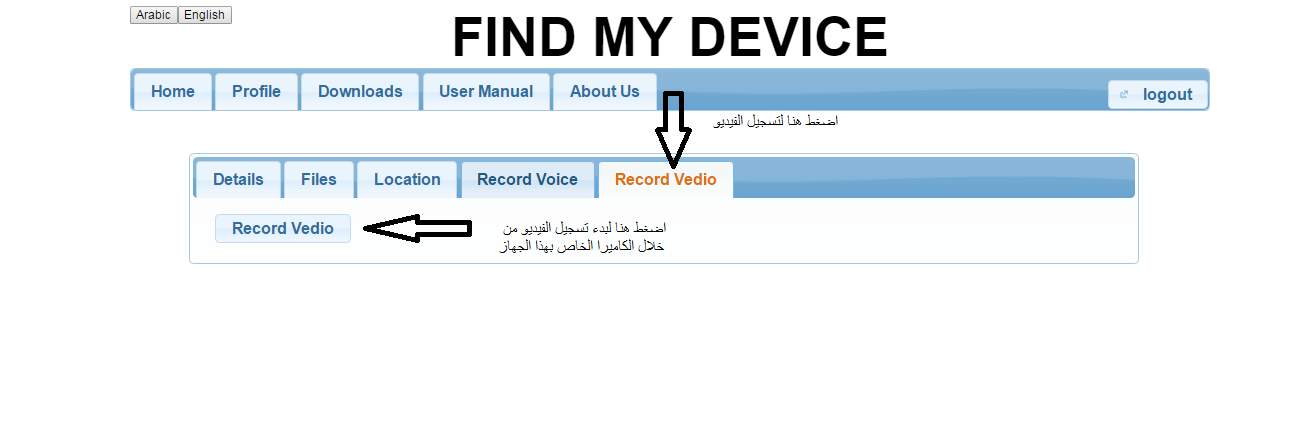 Arabic English
FIND MY DEVICE
Home Profile Downloads User Manual About Us logout
اضغط هنا لتسجيل الفيديو
Details Files Location Record Voice Record Vedio
Record Vedio
اضغط هنا لبدء تسجيل الفيديو من
خلال الكاميرا الخاص بهذا الجهاز